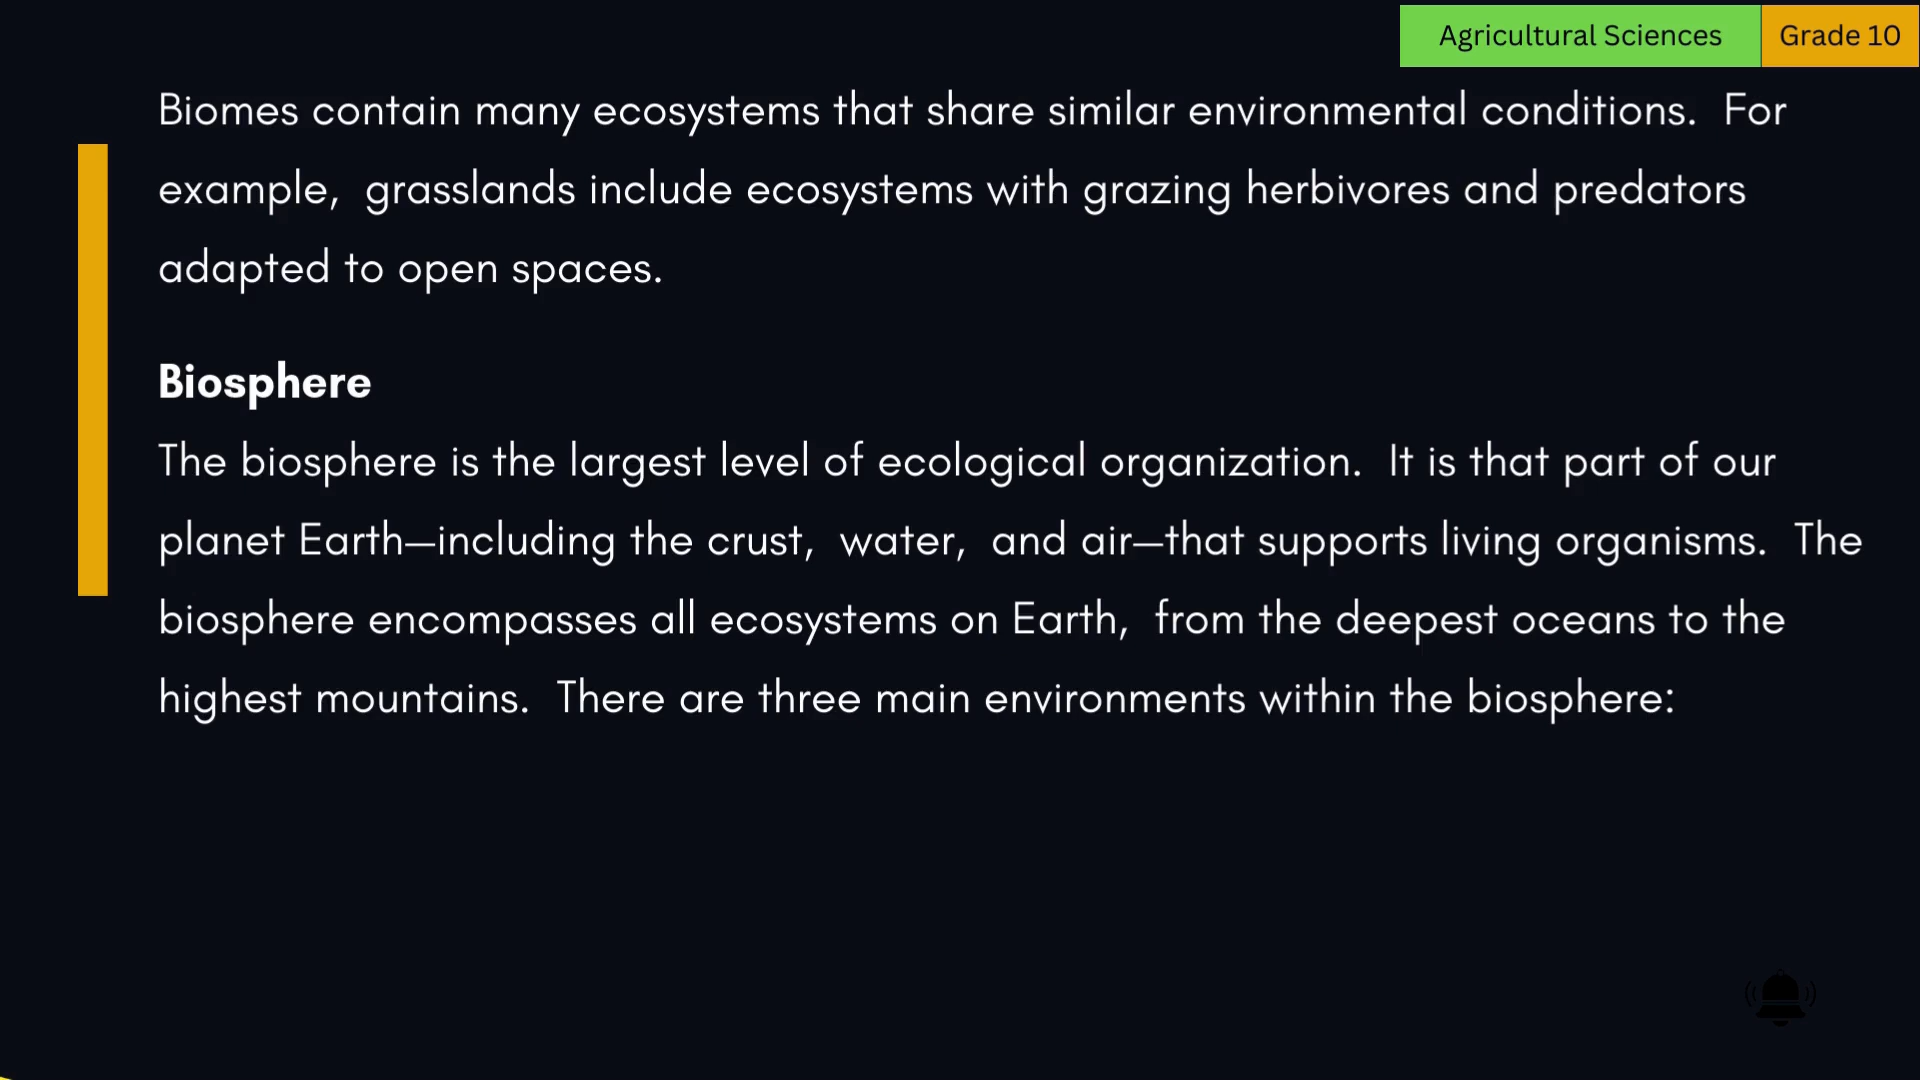 Agricultural Sciences
Grade 10
Biomes contain many ecosystems that share similar environmental conditions. For
example, grasslands include ecosystems with grazing herbivores and predators
adapted to open spaces.
Biosphere
The biosphere is the largest level of ecological organization. It is that part of our
planet Earth—including the crust, water, and air—that supports living organisms. The
biosphere encompasses all ecosystems on Earth, from the deepest oceans to the
highest mountains. There are three main environments within the biosphere: